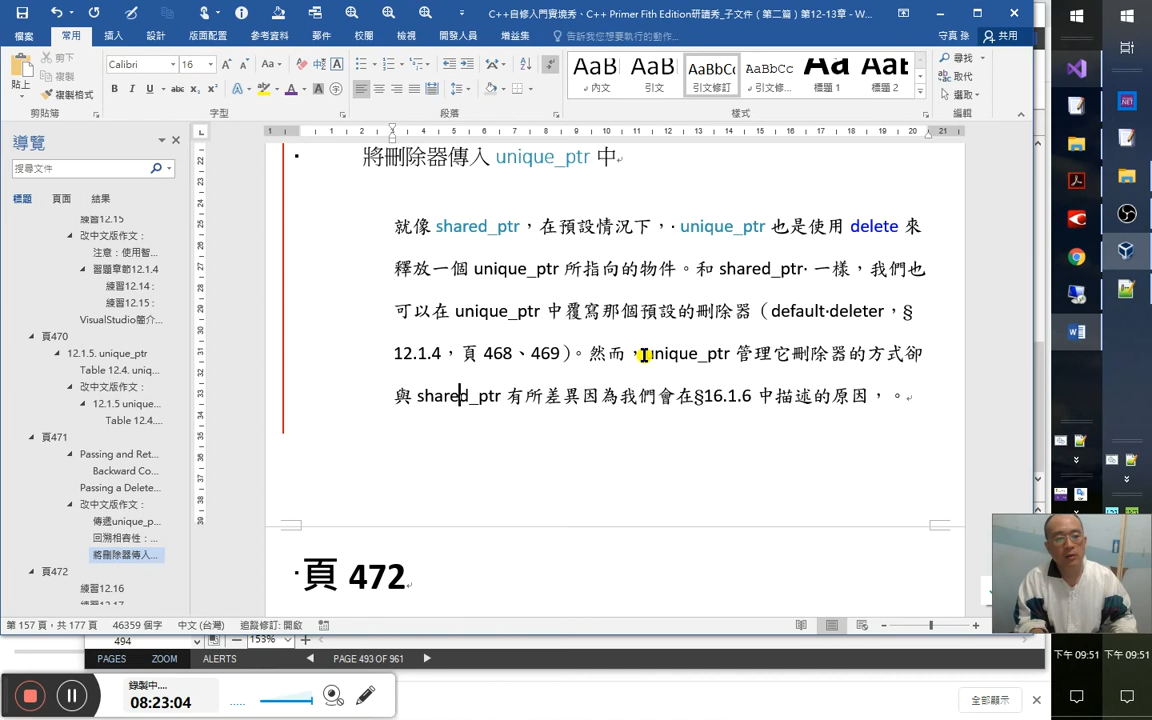 C++自修入門實境秀、C++ Primer Fith Edition研讀秀_子文件（第二篇）第12-13章 - W...
檔案 常用 插入 設計 版面配置 參考資料 郵件 校閱 檢視 開發人員 增益集 告訴我您想要執行的動作... 守真 孫 共用
貼上 剪下 複製 複製格式
Calibri 16
AaB AaB AaBbCc AaBbCc Aa Aat
內文 引文 引文修訂 引文修... 標題 1 標題 2
尋找 取代 選取
剪貼簿 字型 段落 樣式 編輯
導覽
搜尋文件
標題 頁面 結果
練習12.15
改中文版作文：
注意：使用智...
習題章節12.1.4
練習12.14：
練習12.15：
VisualStudio簡介...
頁470
12.1.5. unique_ptr
Table 12.4. uniq...
改中文版作文：
12.1.5 unique...
Table 12.4....
頁471
Passing and Ret...
Backward Co...
Passing a Delete...
改中文版作文：
傳遞unique_p...
回溯相容性：...
將刪除器傳入...
頁472
練習12.16
練習12.17
將刪除器傳入 unique_ptr 中
就像 shared_ptr，在預設情況下，unique_ptr 也是使用 delete 來
釋放一個 unique_ptr 所指向的物件。和 shared_ptr 一樣，我們也
可以在 unique_ptr 中覆寫那個預設的刪除器（default deleter，§
12.1.4，頁 468、469）。然而，unique_ptr 管理它刪除器的方式卻
與 shared_ptr 有所差異因為我們會在§16.1.6 中描述的原因，。
頁 472
第 157 頁，共 177 頁 46359 個字 中文 (台灣) 追蹤修訂: 開啟 153%
494 153%
PAGES ZOOM ALERTS PAGE 493 OF 961
錄製中....
08:23:04
全部顯示
下午 09:51 下午 09:51